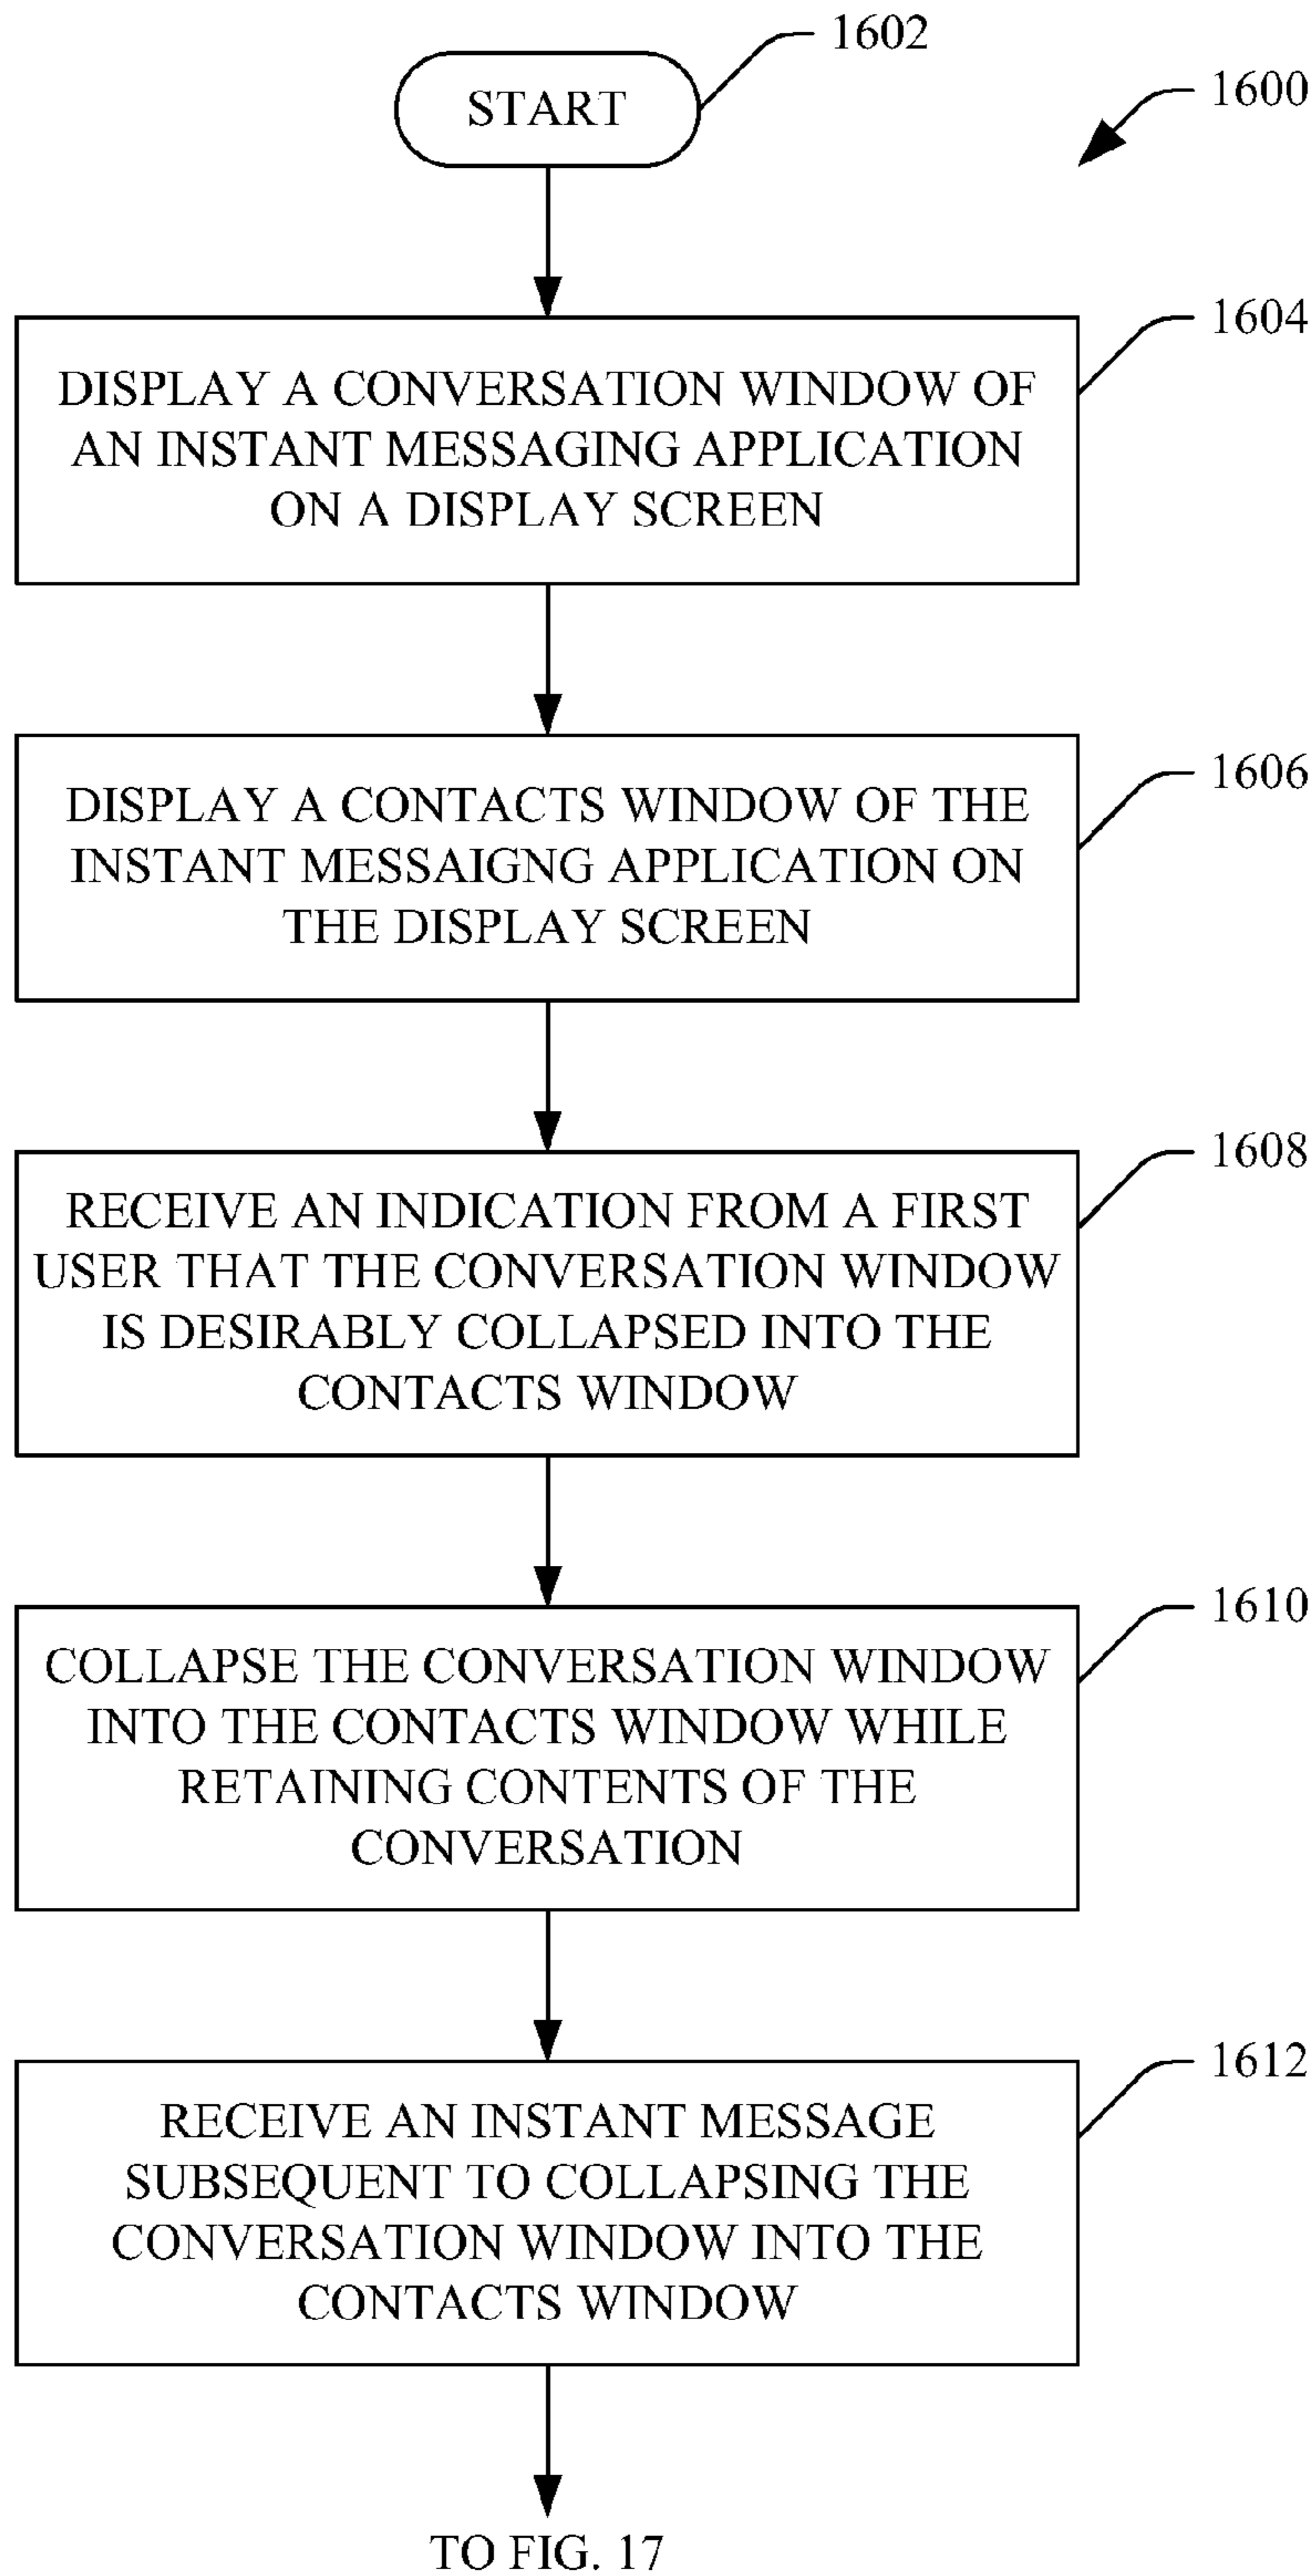 1602
START
1600
1604
DISPLAY A CONVERSATION WINDOW OF
AN INSTANT MESSAGING APPLICATION
ON A DISPLAY SCREEN
1606
DISPLAY A CONTACTS WINDOW OF THE
INSTANT MESSAIGNG APPLICATION ON
THE DISPLAY SCREEN
1608
RECEIVE AN INDICATION FROM A FIRST
USER THAT THE CONVERSATION WINDOW
IS DESIRABLY COLLAPSED INTO THE
CONTACTS WINDOW
1610
COLLAPSE THE CONVERSATION WINDOW
INTO THE CONTACTS WINDOW WHILE
RETAINING CONTENTS OF THE
CONVERSATION
1612
RECEIVE AN INSTANT MESSAGE
SUBSEQUENT TO COLLAPSING THE
CONVERSATION WINDOW INTO THE
CONTACTS WINDOW
TO FIG. 17